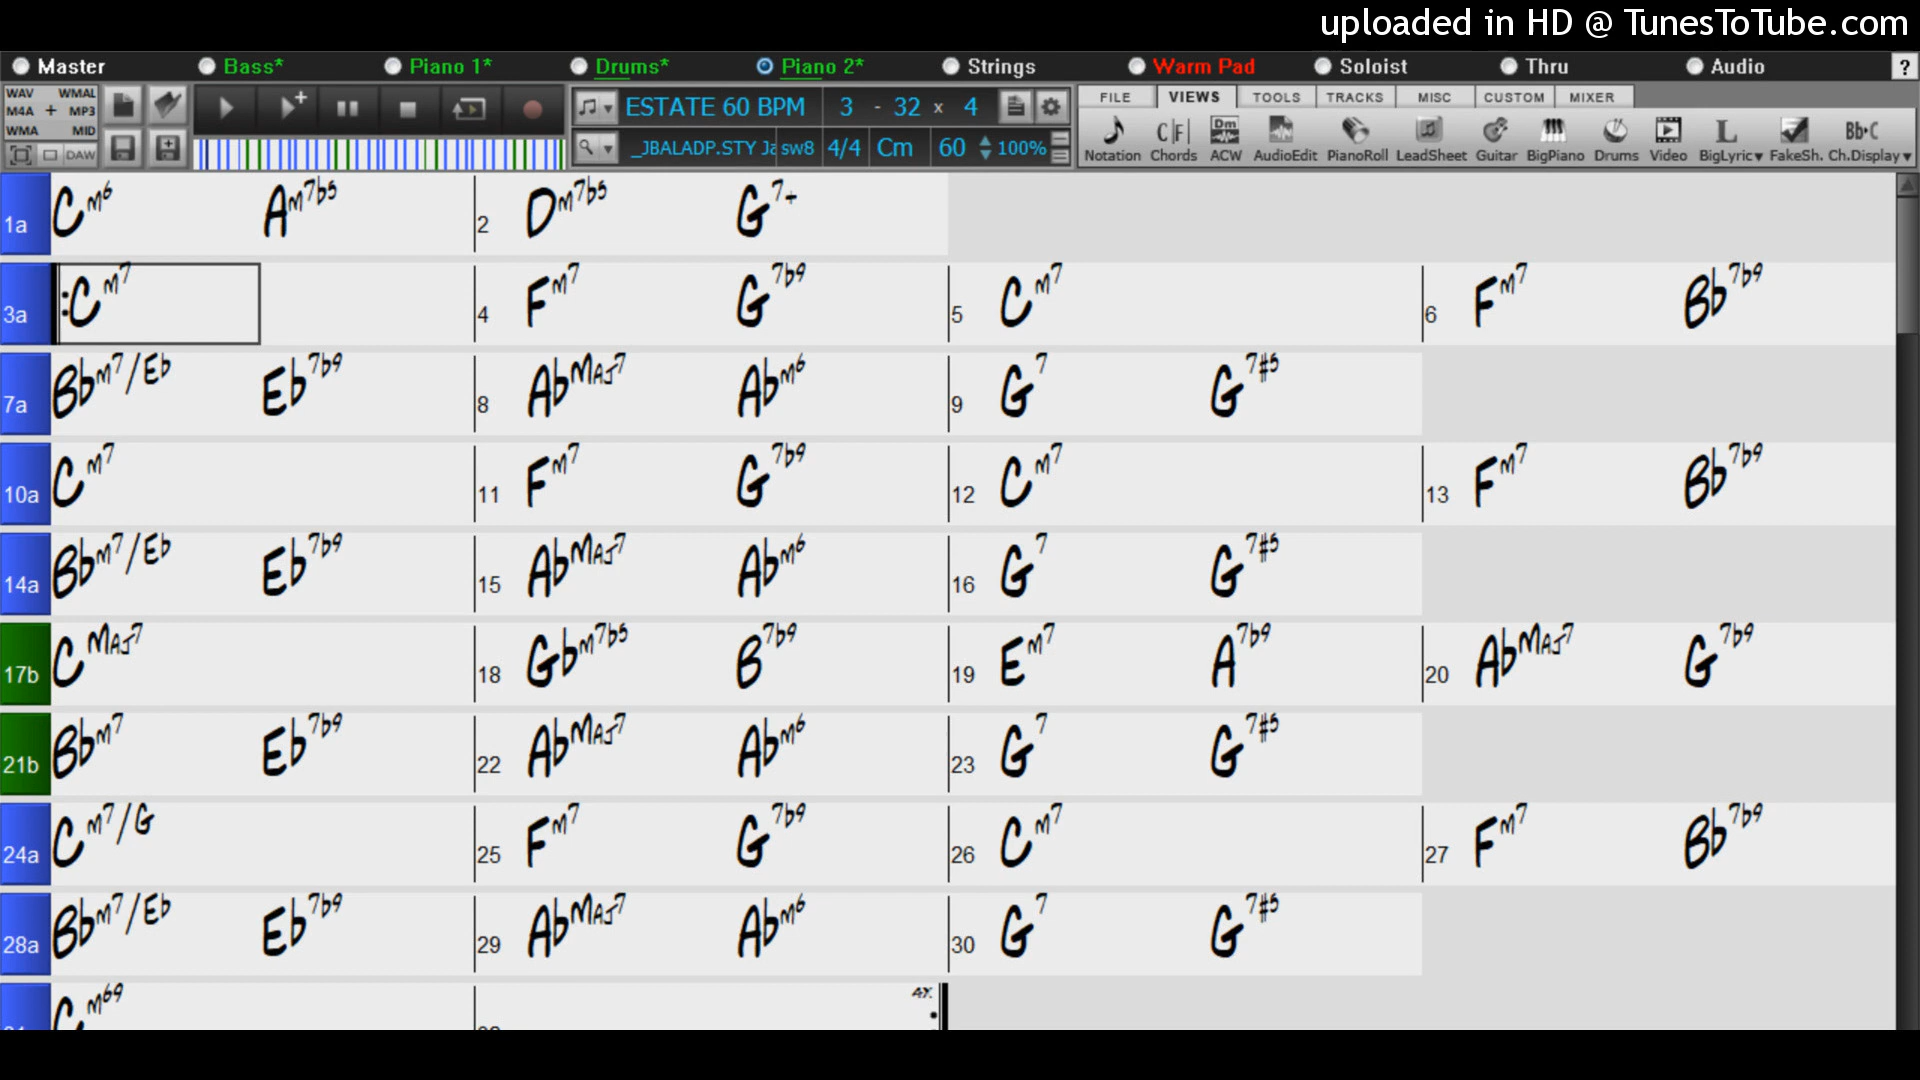 uploaded in HD @ TunesToTube.com
Master Bass* Piano 1* Drums* Piano 2* Strings Warm Pad Soloist Thru Audio ?
WAV WMAL
M4A + MP3
WMA MID
DAW
ESTATE 60 BPM 3 - 32 x 4
_JBALADP.STY Ja sw8 4/4 Cm 60 100%
FILE VIEWS TOOLS TRACKS MISC CUSTOM MIXER
Notation Chords ACW AudioEdit PianoRoll LeadSheet Guitar BigPiano Drums Video BigLyric FakeSh. Ch.Display
1a Cm6 Am7b5 2 Dm7b5 G7+
3a :Cm7 4 Fm7 G7b9 5 Cm7 6 Fm7 Bb7b9
7a Bbm7/Eb Eb7b9 8 AbMAJ7 Abm6 9 G7 G7#5
10a Cm7 11 Fm7 G7b9 12 Cm7 13 Fm7 Bb7b9
14a Bbm7/Eb Eb7b9 15 AbMAJ7 Abm6 16 G7 G7#5
17b CMAJ7 18 Gbm7b5 B7b9 19 Em7 A7b9 20 AbMAJ7 G7b9
21b Bbm7 Eb7b9 22 AbMAJ7 Abm6 23 G7 G7#5
24a Cm7/G 25 Fm7 G7b9 26 Cm7 27 Fm7 Bb7b9
28a Bbm7/Eb Eb7b9 29 AbMAJ7 Abm6 30 G7 G7#5
Cm69 4X